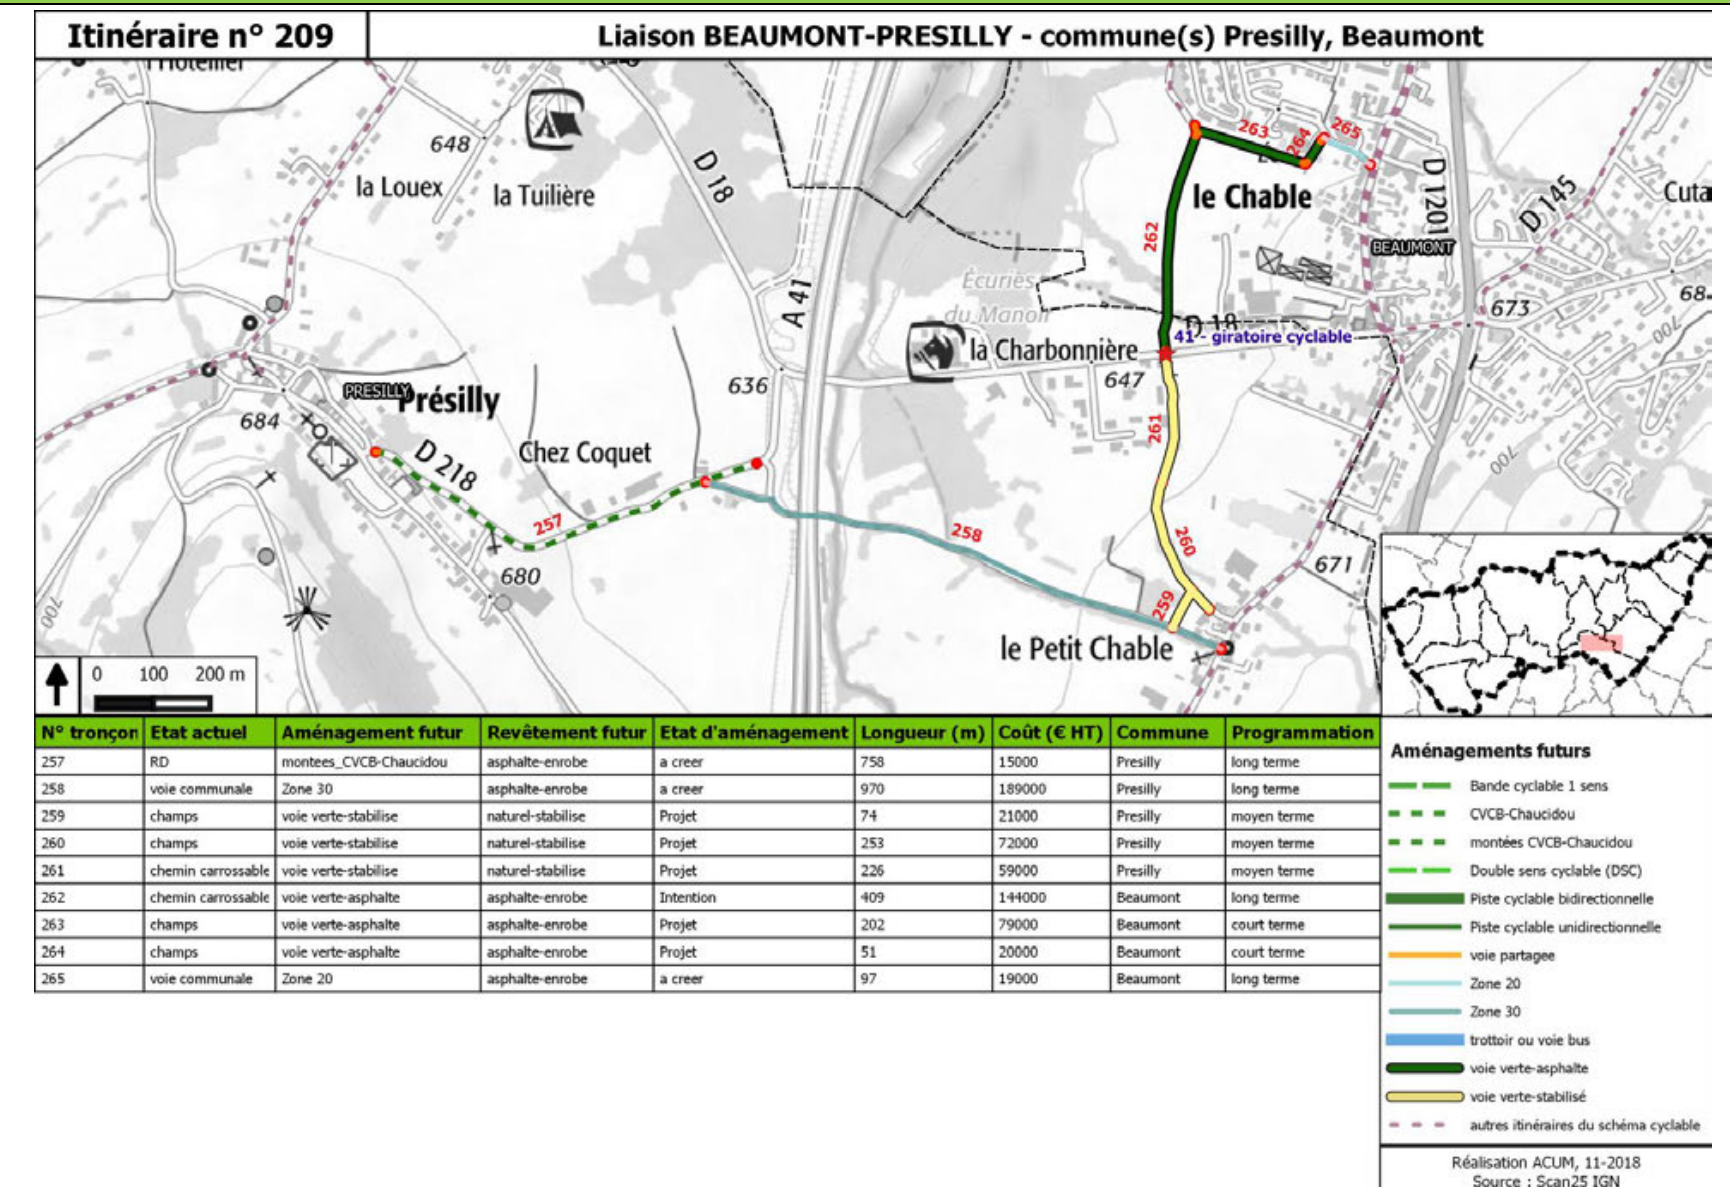 Itinéraire n° 209
Liaison BEAUMONT-PRESILLY - commune(s) Presilly, Beaumont
l'Hôtellier
648
la Louex
la Tuilière
D 18
A 41
Écuries
du Manoir
la Charbonnière
647
636
PRESILLY
Présilly
684
D 218
Chez Coquet
257
680
700
258
le Petit Chable
259
260
261
262
263
264
265
le Chable
D 1201
D 145
BEAUMONT
D 18
41 - giratoire cyclable
673
68
700
700
671
0 100 200 m
N° tronçon Etat actuel Aménagement futur Revêtement futur Etat d'aménagement Longueur (m) Coût (€ HT) Commune Programmation
257 RD montees_CVCB-Chaucidou asphalte-enrobe a creer 758 15000 Presilly long terme
258 voie communale Zone 30 asphalte-enrobe a creer 970 189000 Presilly long terme
259 champs voie verte-stabilise naturel-stabilise Projet 74 21000 Presilly moyen terme
260 champs voie verte-stabilise naturel-stabilise Projet 253 72000 Presilly moyen terme
261 chemin carrossable voie verte-stabilise naturel-stabilise Projet 226 59000 Presilly moyen terme
262 chemin carrossable voie verte-asphalte asphalte-enrobe Intention 409 144000 Beaumont long terme
263 champs voie verte-asphalte asphalte-enrobe Projet 202 79000 Beaumont court terme
264 champs voie verte-asphalte asphalte-enrobe Projet 51 20000 Beaumont court terme
265 voie communale Zone 20 asphalte-enrobe a creer 97 19000 Beaumont long terme
Aménagements futurs
Bande cyclable 1 sens
CVCB-Chaucidou
montées CVCB-Chaucidou
Double sens cyclable (DSC)
Piste cyclable bidirectionnelle
Piste cyclable unidirectionnelle
voie partagee
Zone 20
Zone 30
trottoir ou voie bus
voie verte-asphalte
voie verte-stabilisé
autres itinéraires du schéma cyclable
Réalisation ACUM, 11-2018
Source : Scan25 IGN